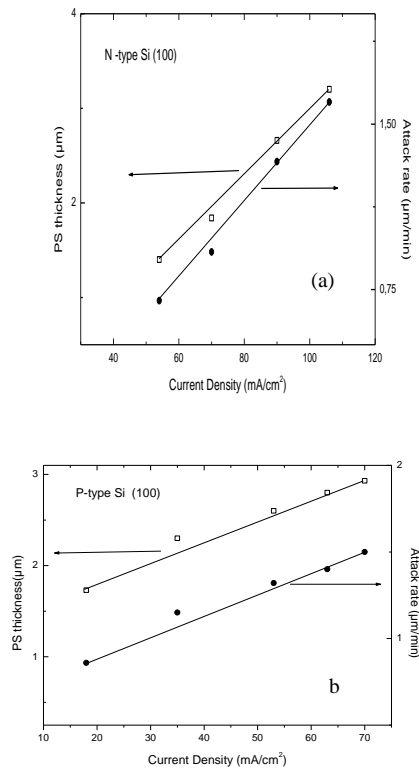 N-type Si (100)
4
2
PS thickness (µm)
1,50
0,75
Attack rate (µm/min)
(a)
40 60 80 100 120
Current Density (mA/cm²)
P-type Si (100)
3
2
1
PS thickness(µm)
2
1
Attack rate (µm/min)
b
10 20 30 40 50 60 70
Current Density (mA/cm²)